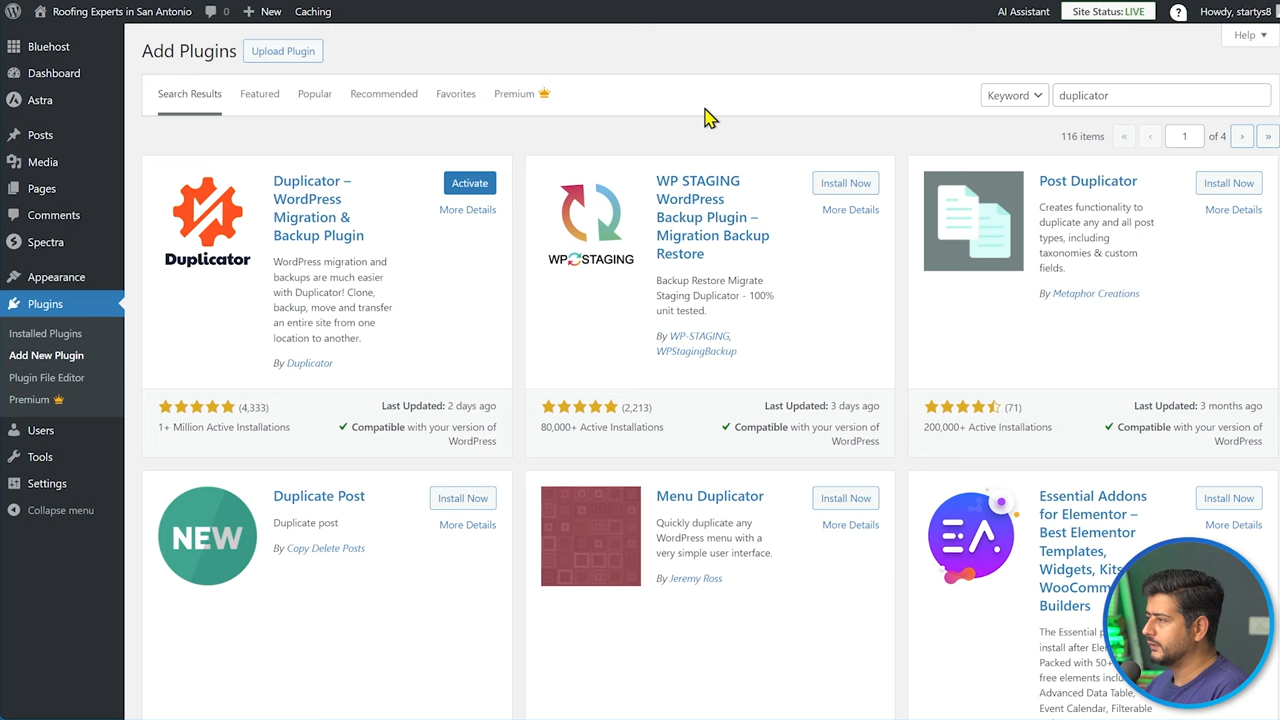 Roofing Experts in San Antonio
0
New
Caching
AI Assistant
Site Status: LIVE
?
Howdy, startys8
Bluehost
Dashboard
Astra
Posts
Media
Pages
Comments
Spectra
Appearance
Plugins
Installed Plugins
Add New Plugin
Plugin File Editor
Premium
Users
Tools
Settings
Collapse menu
Add Plugins
Upload Plugin
Help
Search Results
Featured
Popular
Recommended
Favorites
Premium
Keyword
duplicator
116 items
«
‹
1
of 4
›
»
Duplicator
Duplicator –
WordPress
Migration &
Backup Plugin
Activate
More Details
WordPress migration and
backups are much easier
with Duplicator! Clone,
backup, move and transfer
an entire site from one
location to another.
By Duplicator
(4,333)
1+ Million Active Installations
Last Updated: 2 days ago
Compatible with your version of
WordPress
WP STAGING
WP STAGING
WordPress
Backup Plugin –
Migration Backup
Restore
Install Now
More Details
Backup Restore Migrate
Staging Duplicator - 100%
unit tested.
By WP-STAGING,
WPStagingBackup
(2,213)
80,000+ Active Installations
Last Updated: 3 days ago
Compatible with your version of
WordPress
Post Duplicator
Install Now
More Details
Creates functionality to
duplicate any and all post
types, including
taxonomies & custom
fields.
By Metaphor Creations
(71)
200,000+ Active Installations
Last Updated: 3 months ago
Compatible with your version of
WordPress
NEW
Duplicate Post
Install Now
More Details
Duplicate post
By Copy Delete Posts
Menu Duplicator
Install Now
More Details
Quickly duplicate any
WordPress menu with a
very simple user interface.
By Jeremy Ross
EA
Essential Addons
for Elementor –
Best Elementor
Templates,
Widgets, Kits
WooComm
Builders
Install Now
More Details
The Essential
install after
Packed with 50+
free elements
Advanced Data Table,
Event Calendar, Filterable